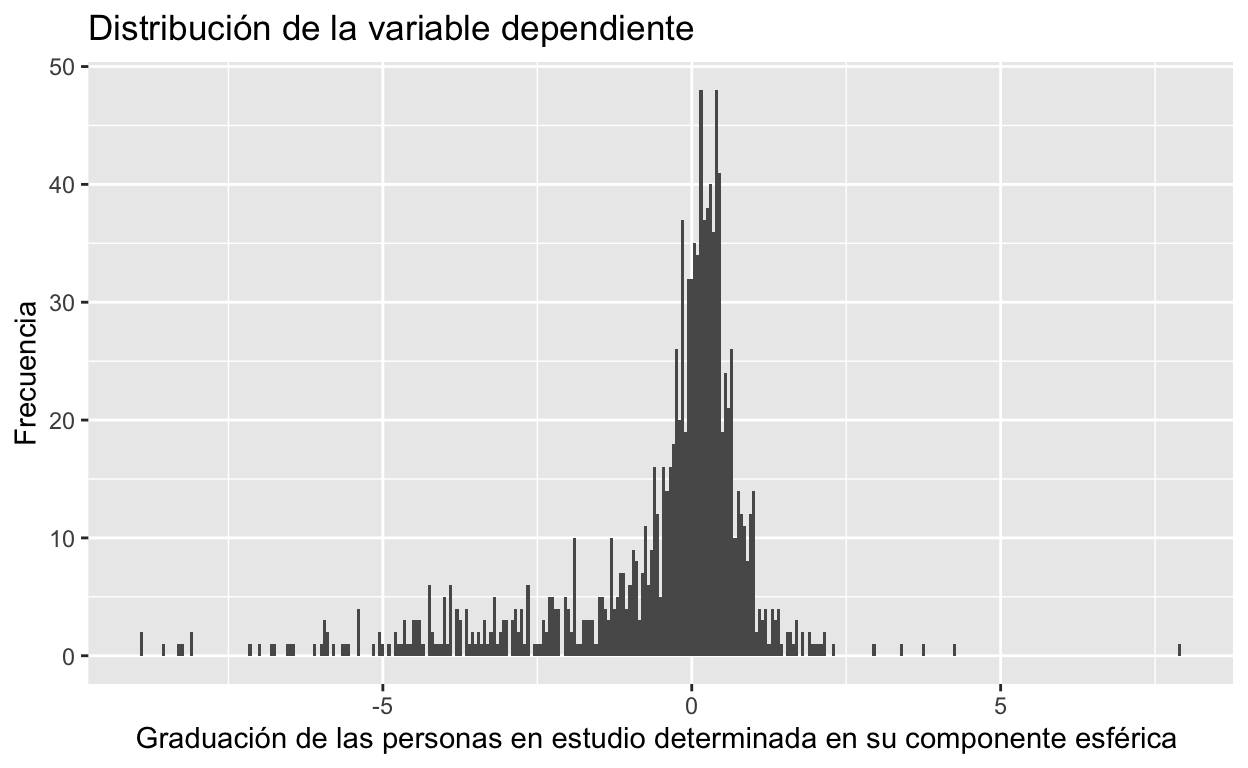 Distribución de la variable dependiente
50
40
30
20
10
0
Frecuencia
-5 0 5
Graduación de las personas en estudio determinada en su componente esférica